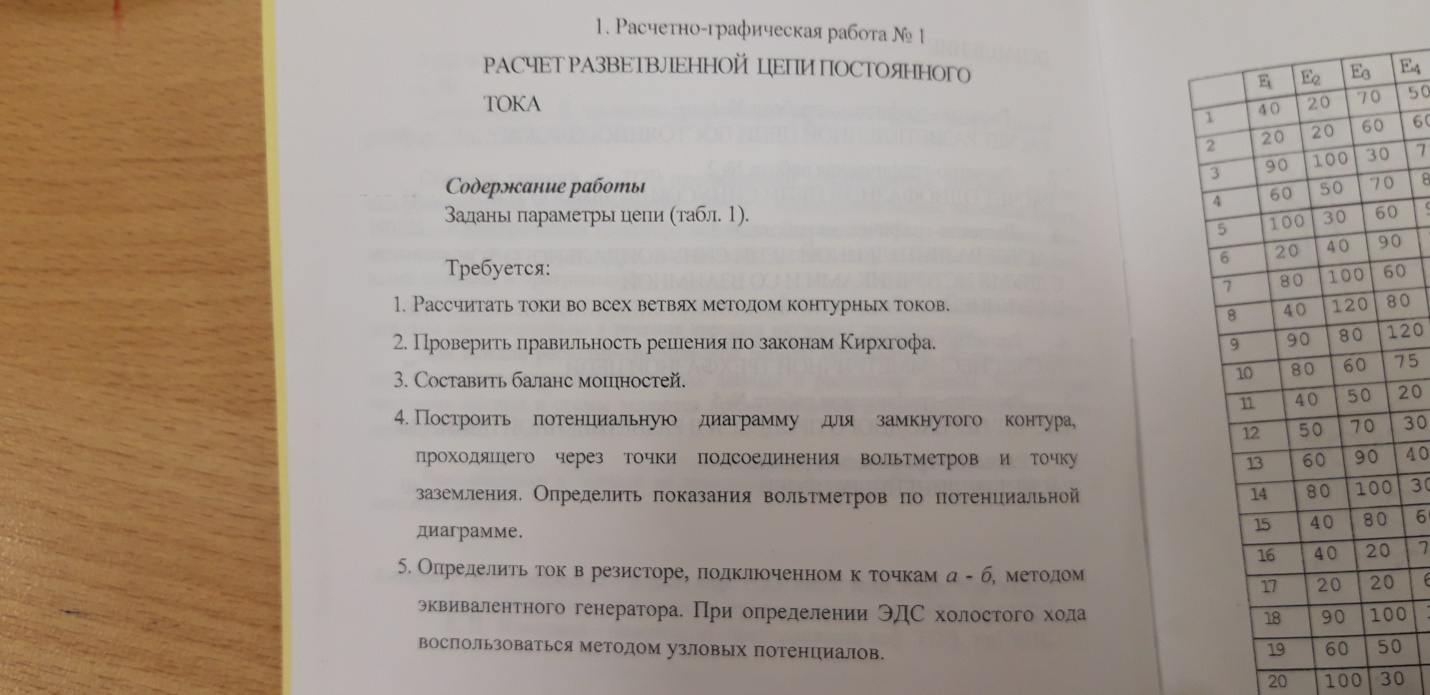 1. Расчетно-графическая работа № 1
РАСЧЕТ РАЗВЕТВЛЕННОЙ ЦЕПИ ПОСТОЯННОГО
ТОКА
Содержание работы
Заданы параметры цепи (табл. 1).
Требуется:
1. Рассчитать токи во всех ветвях методом контурных токов.
2. Проверить правильность решения по законам Кирхгофа.
3. Составить баланс мощностей.
4. Построить потенциальную диаграмму для замкнутого контура,
проходящего через точки подсоединения вольтметров и точку
заземления. Определить показания вольтметров по потенциальной
диаграмме.
5. Определить ток в резисторе, подключенном к точкам а - б, методом
эквивалентного генератора. При определении ЭДС холостого хода
воспользоваться методом узловых потенциалов.
E1 E2 E3 E4
1 40 20 70 50
2 20 20 60
3 90 100 30
4 60 50 70
5 100 30 60
6 20 40 90
7 80 100 60
8 40 120 80
9 90 80 120
10 80 60 75
11 40 50 20
12 50 70 30
13 60 90 40
14 80 100
15 40 80
16 40 20
17 20 20
18 90 100
19 60 50
20 100 30